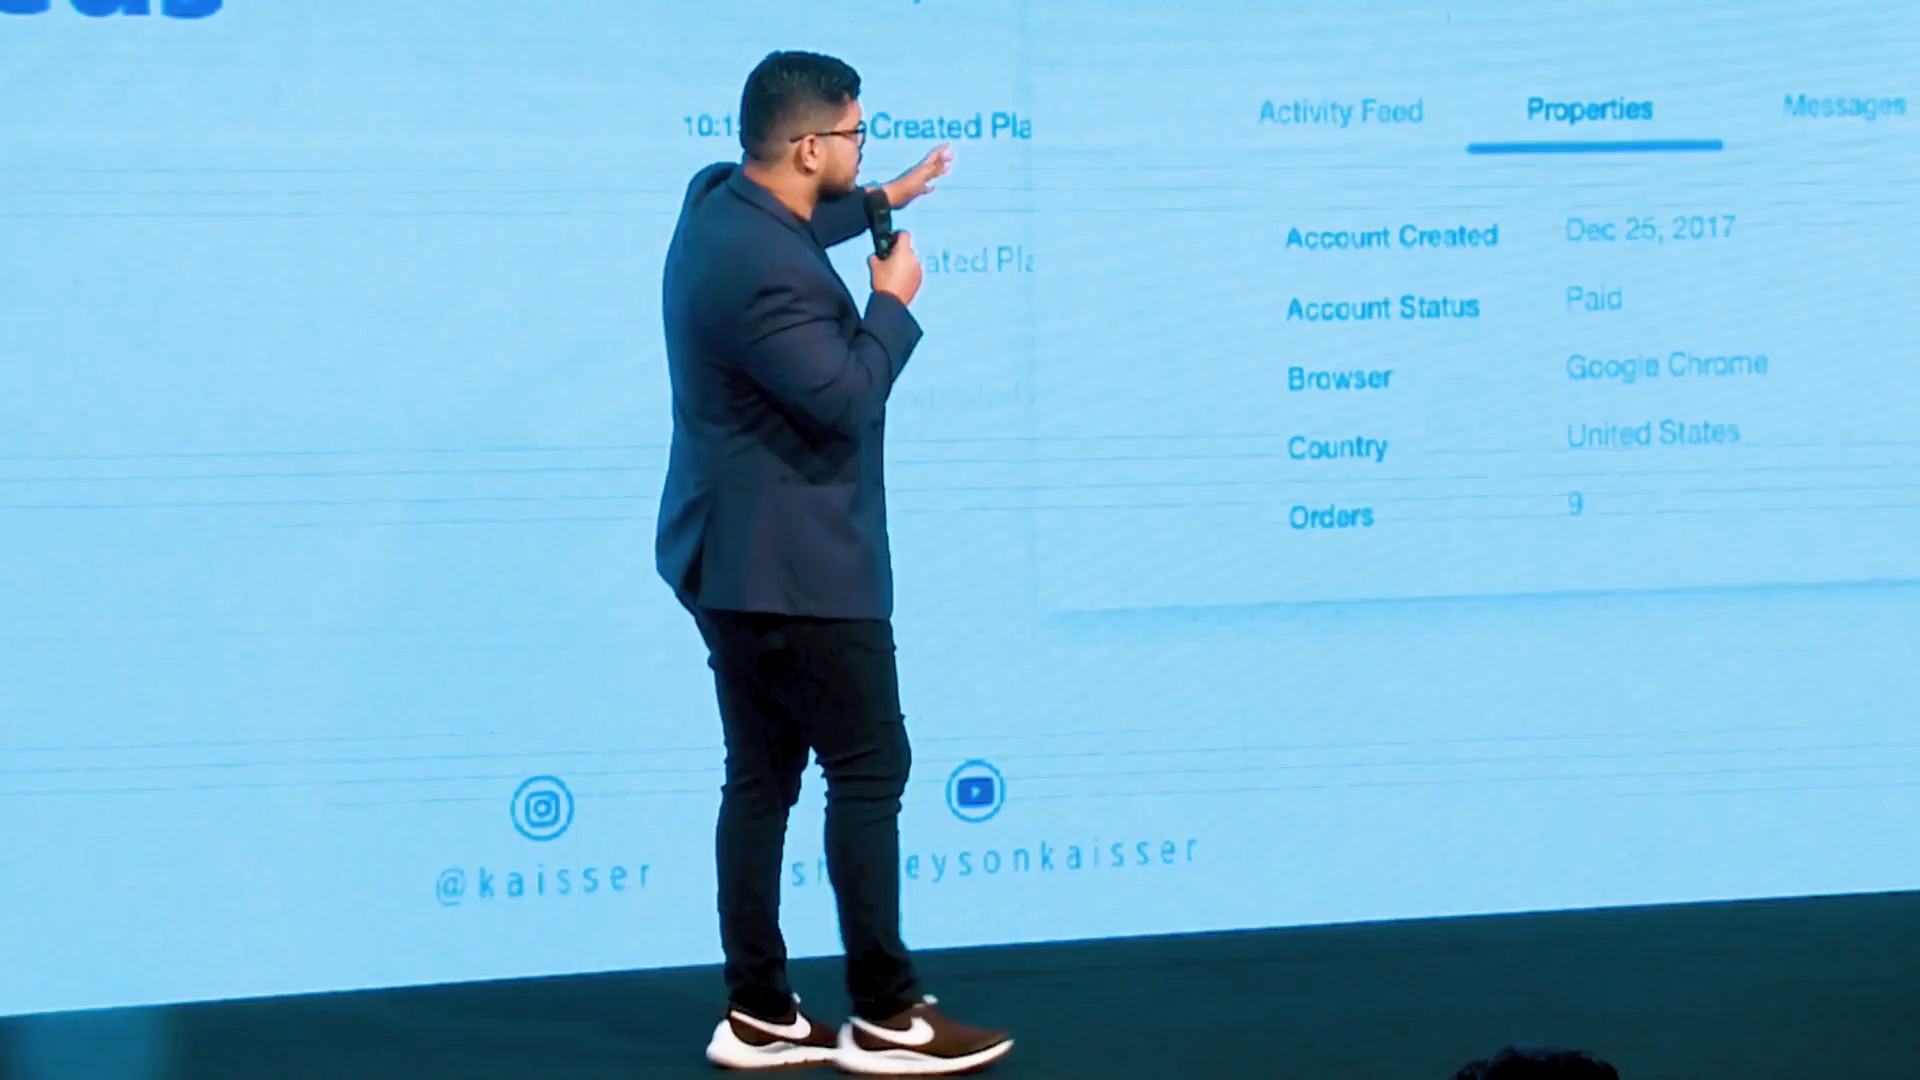 10:1
Created Pla
ated Pla
Activity Feed
Properties
Messages
Account Created
Dec 25, 2017
Account Status
Paid
Browser
Google Chrome
Country
United States
Orders
9
@kaisser
eysonkaisser